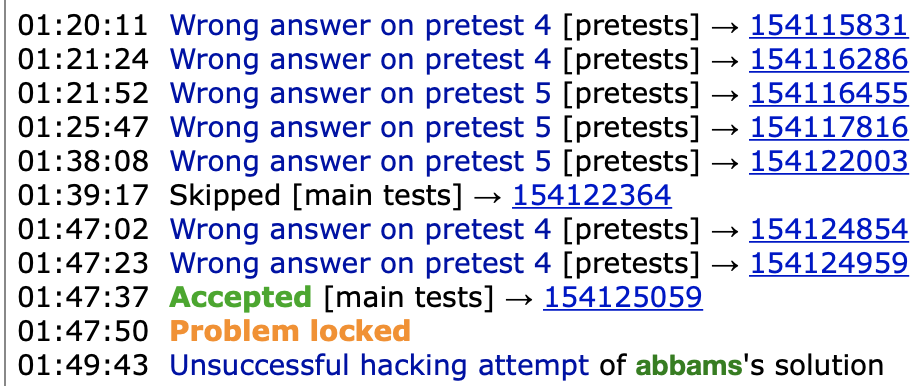 01:20:11 Wrong answer on pretest 4 [pretests] → 154115831
01:21:24 Wrong answer on pretest 4 [pretests] → 154116286
01:21:52 Wrong answer on pretest 5 [pretests] → 154116455
01:25:47 Wrong answer on pretest 5 [pretests] → 154117816
01:38:08 Wrong answer on pretest 5 [pretests] → 154122003
01:39:17 Skipped [main tests] → 154122364
01:47:02 Wrong answer on pretest 4 [pretests] → 154124854
01:47:23 Wrong answer on pretest 4 [pretests] → 154124959
01:47:37 Accepted [main tests] → 154125059
01:47:50 Problem locked
01:49:43 Unsuccessful hacking attempt of abbams's solution